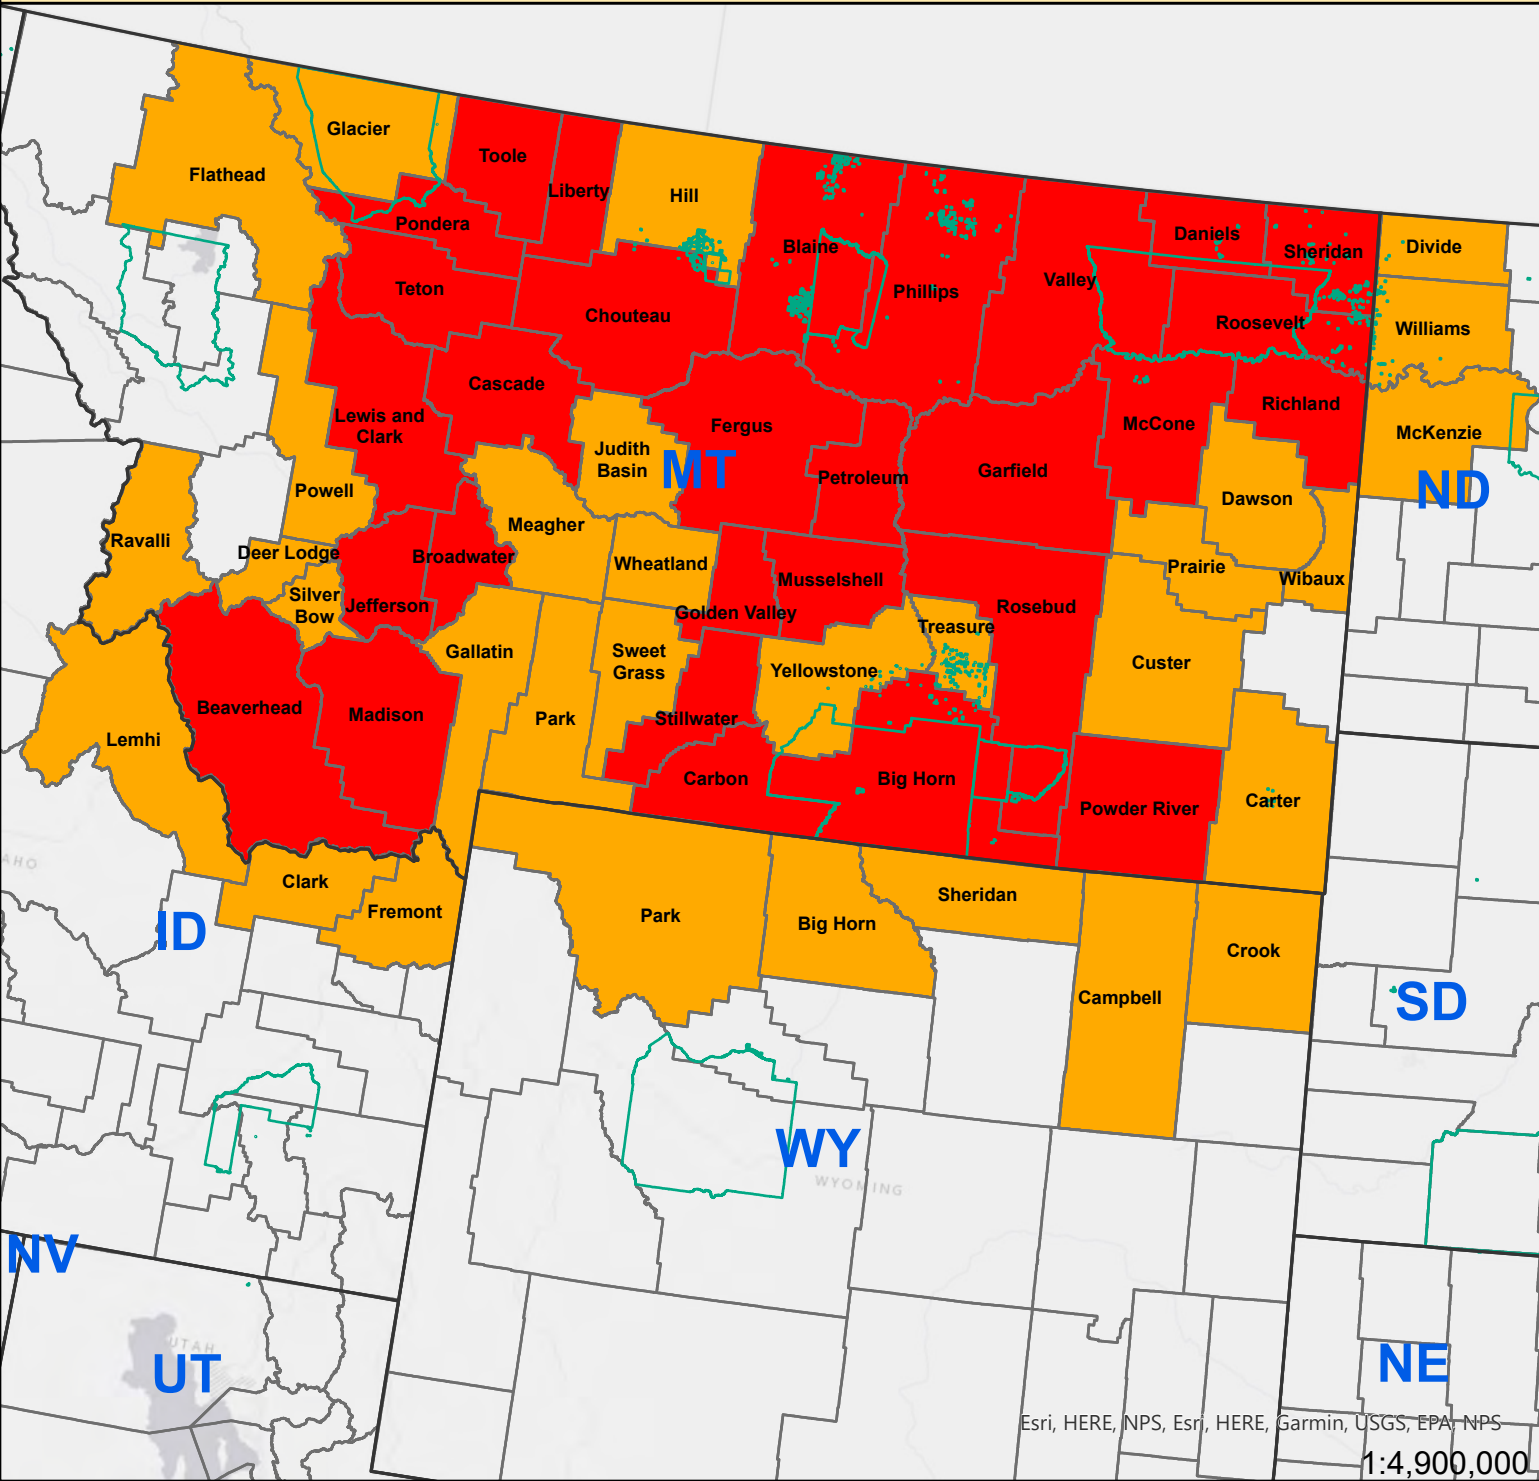 Glacier
Toole
Flathead
Liberty
Hill
Pondera
Blaine
Daniels
Sheridan
Divide
Teton
Phillips
Valley
Chouteau
Roosevelt
Williams
Cascade
Richland
Lewis and
Clark
Fergus
McCone
McKenzie
Judith
Basin
MT
Petroleum
Garfield
Powell
Dawson
ND
Meagher
Ravalli
Deer Lodge
Broadwater
Wheatland
Musselshell
Prairie
Wibaux
Silver
Bow
Jefferson
Golden Valley
Rosebud
Treasure
Gallatin
Sweet
Grass
Yellowstone
Custer
Beaverhead
Madison
Park
Stillwater
Lemhi
Carbon
Big Horn
Powder River
Carter
AHO
Clark
Fremont
Park
Big Horn
Sheridan
ID
Crook
Campbell
SD
WY
WYOMING
NV
UTAH
UT
NE
Esri, HERE, NPS, Esri, HERE, Garmin, USGS, EPA, NPS
1:4,900,000